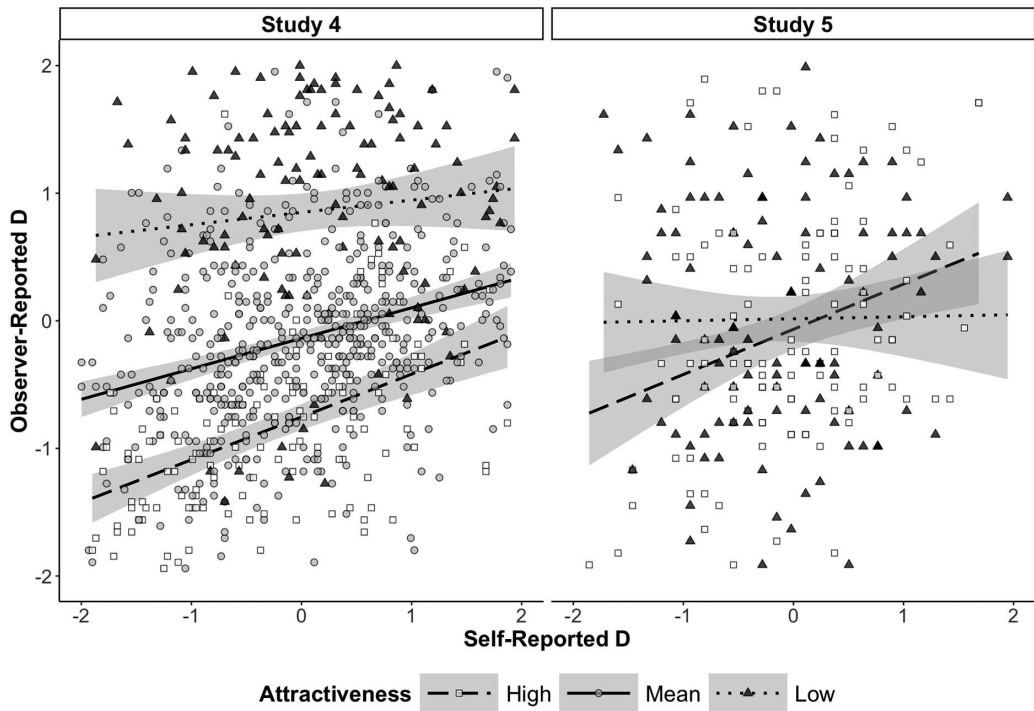 Study 4 Study 5
2
1
0
-1
-2
Observer-Reported D
-2 -1 0 1 2 -2 -1 0 1 2
Self-Reported D
Attractiveness High Mean Low